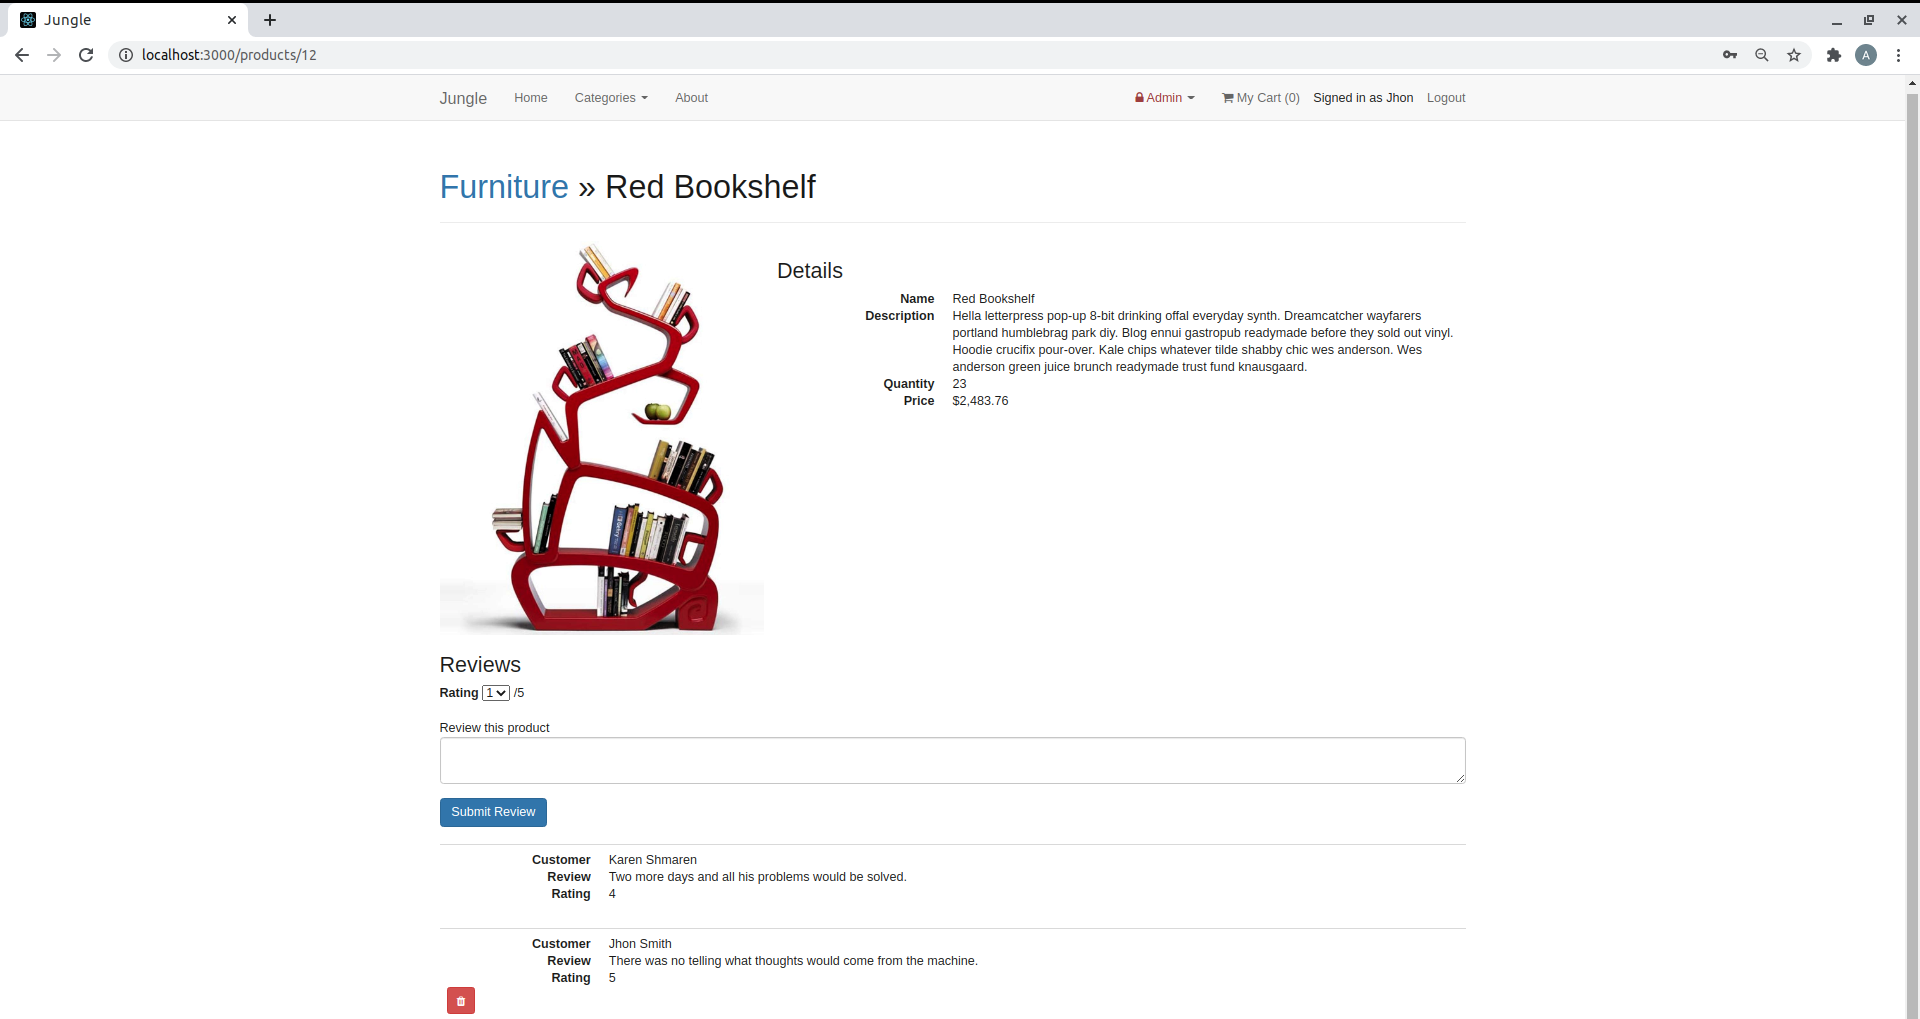 Jungle
localhost:3000/products/12
A
Jungle Home Categories About Admin My Cart (0) Signed in as Jhon Logout
Furniture » Red Bookshelf
Details
Name Red Bookshelf
Description Hella letterpress pop-up 8-bit drinking offal everyday synth. Dreamcatcher wayfarers
portland humblebrag park diy. Blog ennui gastropub readymade before they sold out vinyl.
Hoodie crucifix pour-over. Kale chips whatever tilde shabby chic wes anderson. Wes
anderson green juice brunch readymade trust fund knausgaard.
Quantity 23
Price $2,483.76
Reviews
Rating 1 /5
Review this product
Submit Review
Customer Karen Shmaren
Review Two more days and all his problems would be solved.
Rating 4
Customer Jhon Smith
Review There was no telling what thoughts would come from the machine.
Rating 5